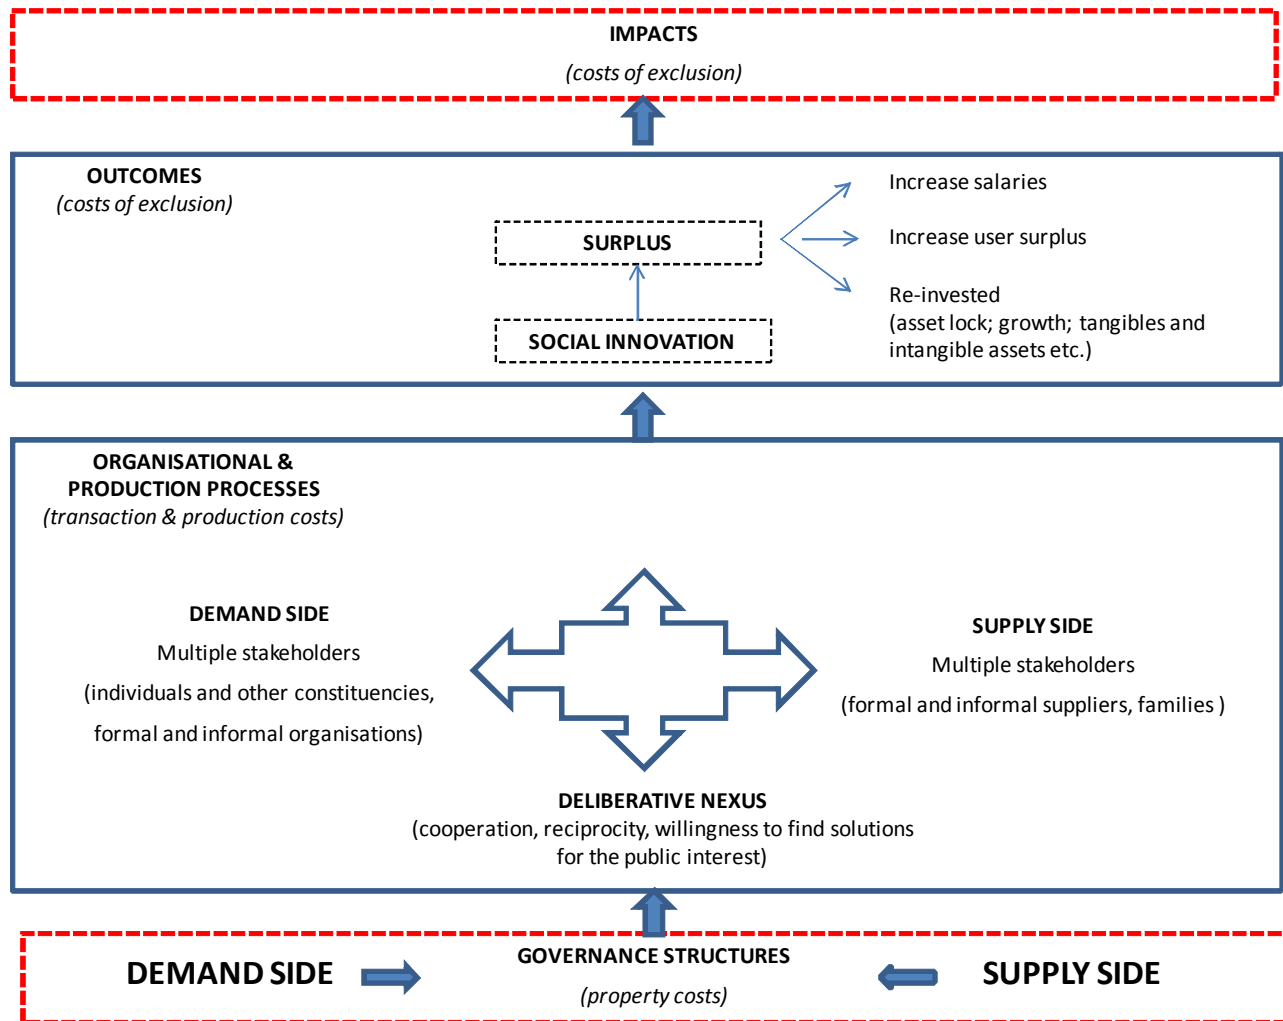 IMPACTS
(costs of exclusion)
OUTCOMES
(costs of exclusion)
Increase salaries
SURPLUS
Increase user surplus
Re-invested
(asset lock; growth; tangibles and
intangible assets etc.)
SOCIAL INNOVATION
ORGANISATIONAL &
PRODUCTION PROCESSES
(transaction & production costs)
DEMAND SIDE
Multiple stakeholders
(individuals and other constituencies,
formal and informal organisations)
SUPPLY SIDE
Multiple stakeholders
(formal and informal suppliers, families )
DELIBERATIVE NEXUS
(cooperation, reciprocity, willingness to find solutions
for the public interest)
DEMAND SIDE
GOVERNANCE STRUCTURES
(property costs)
SUPPLY SIDE